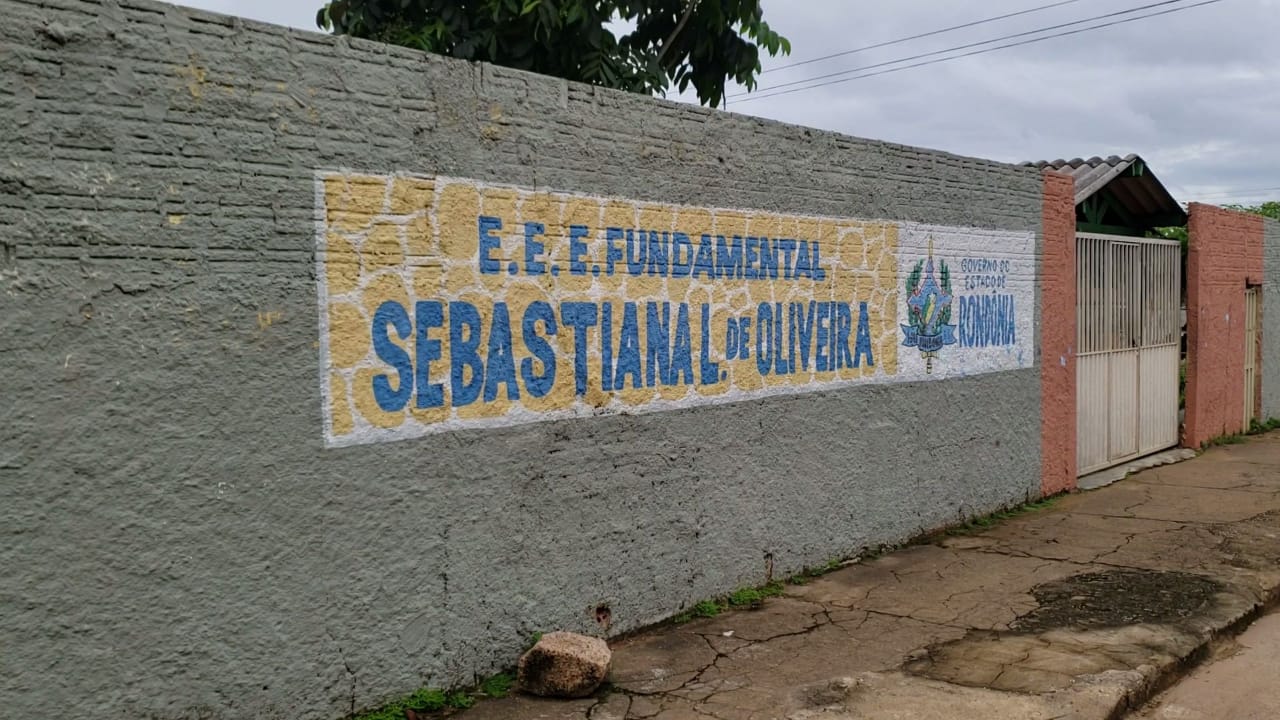 E. E. E. FUNDAMENTAL
SEBASTIANA L. DE OLIVEIRA
GOVERNO DO
ESTADO DE
RONDÔNIA